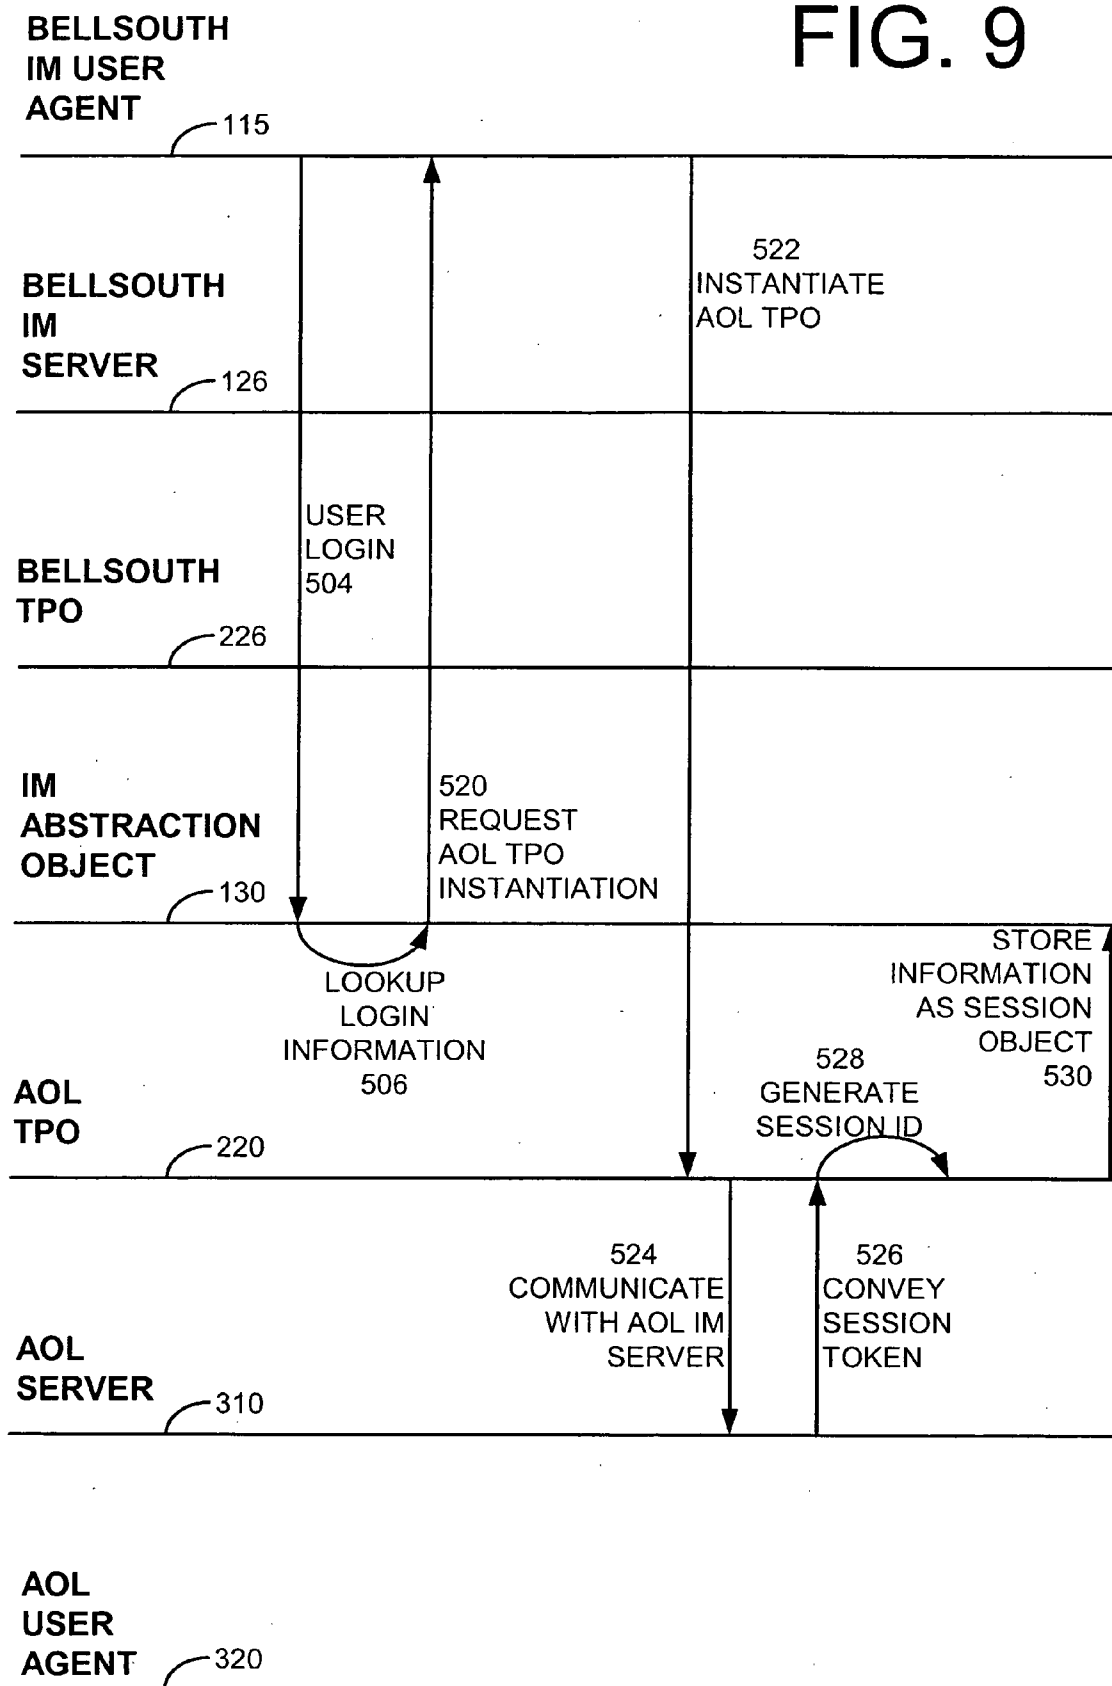 FIG. 9
BELLSOUTH
IM USER
AGENT
115
522
INSTANTIATE
AOL TPO
BELLSOUTH
IM
SERVER
126
USER
LOGIN
504
BELLSOUTH
TPO
226
IM
ABSTRACTION
OBJECT
130
520
REQUEST
AOL TPO
INSTANTIATION
LOOKUP
LOGIN
INFORMATION
506
STORE
INFORMATION
AS SESSION
OBJECT
530
528
GENERATE
SESSION ID
AOL
TPO
220
524
COMMUNICATE
WITH AOL IM
SERVER
526
CONVEY
SESSION
TOKEN
AOL
SERVER
310
AOL
USER
AGENT
320